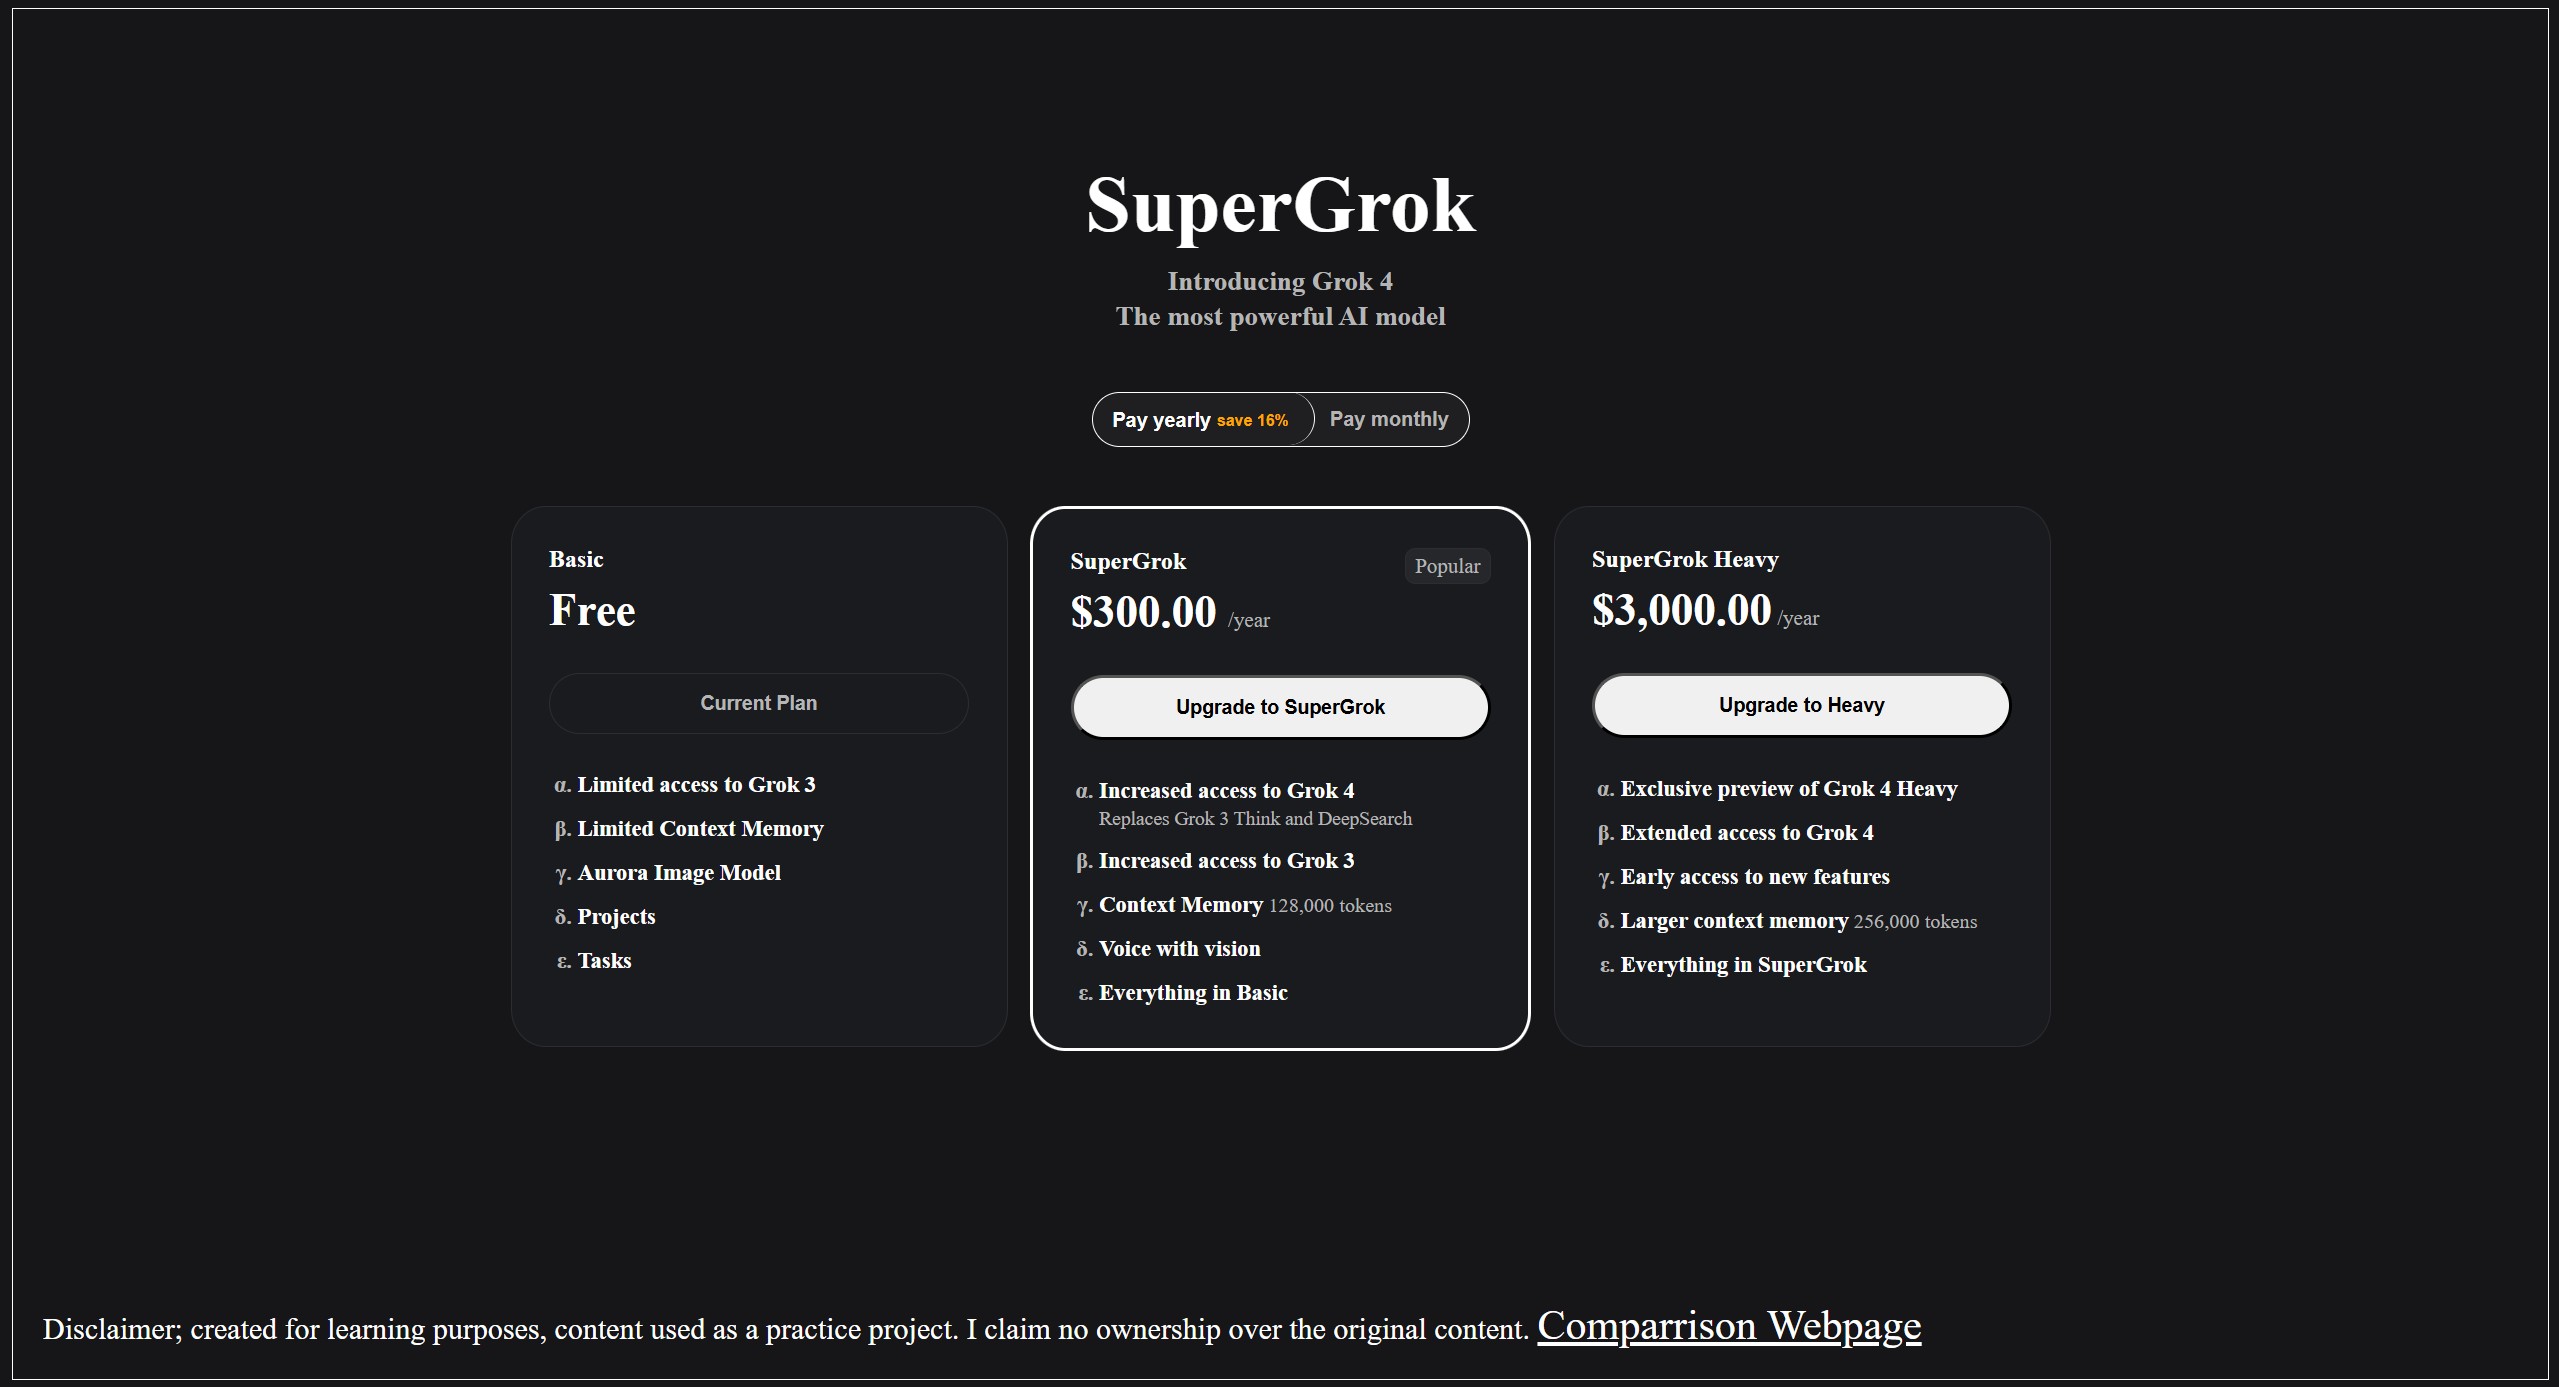 SuperGrok
Introducing Grok 4
The most powerful AI model
Pay yearly save 16% Pay monthly
Basic
Free
Current Plan
α. Limited access to Grok 3
β. Limited Context Memory
γ. Aurora Image Model
δ. Projects
ε. Tasks
SuperGrok
Popular
$300.00 /year
Upgrade to SuperGrok
α. Increased access to Grok 4
Replaces Grok 3 Think and DeepSearch
β. Increased access to Grok 3
γ. Context Memory 128,000 tokens
δ. Voice with vision
ε. Everything in Basic
SuperGrok Heavy
$3,000.00 /year
Upgrade to Heavy
α. Exclusive preview of Grok 4 Heavy
β. Extended access to Grok 4
γ. Early access to new features
δ. Larger context memory 256,000 tokens
ε. Everything in SuperGrok
Disclaimer; created for learning purposes, content used as a practice project. I claim no ownership over the original content. Comparrison Webpage